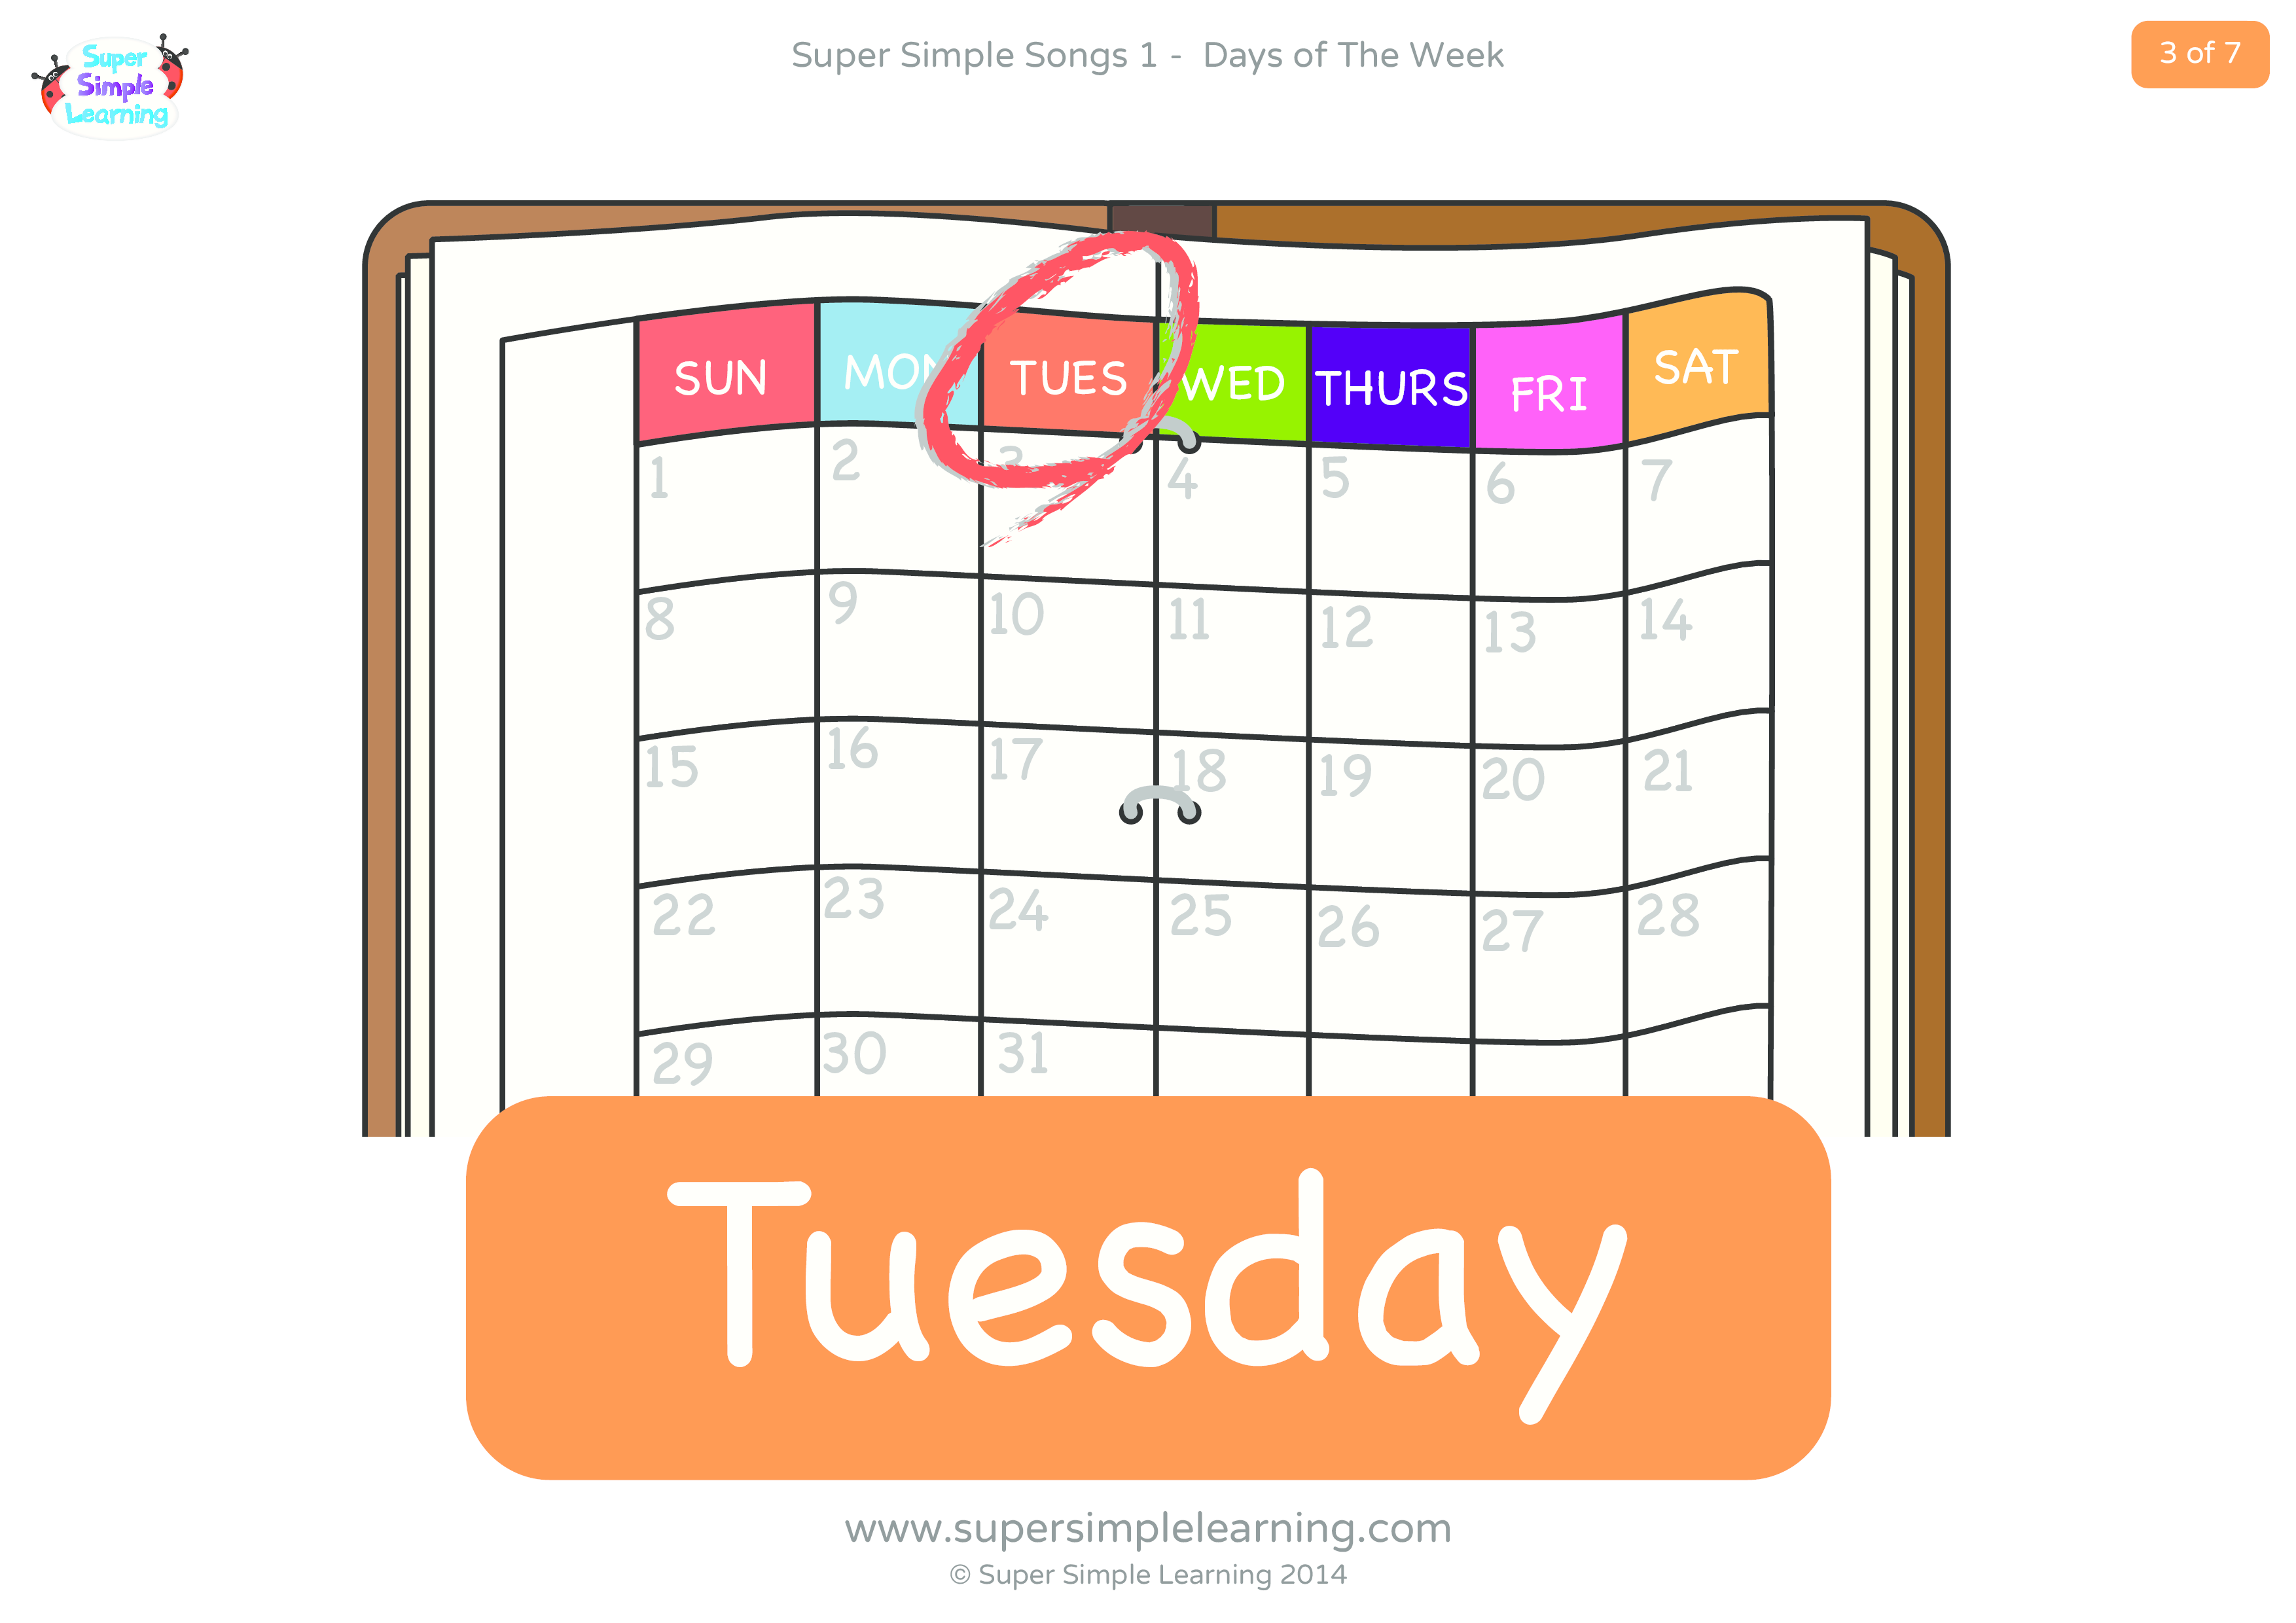 Super
Simple
Learning
Super Simple Songs 1 - Days of The Week
3 of 7
SUN MON TUES WED THURS FRI SAT
1 2 3 4 5 6 7
8 9 10 11 12 13 14
15 16 17 18 19 20 21
22 23 24 25 26 27 28
29 30 31
Tuesday
www.supersimplelearning.com
© Super Simple Learning 2014